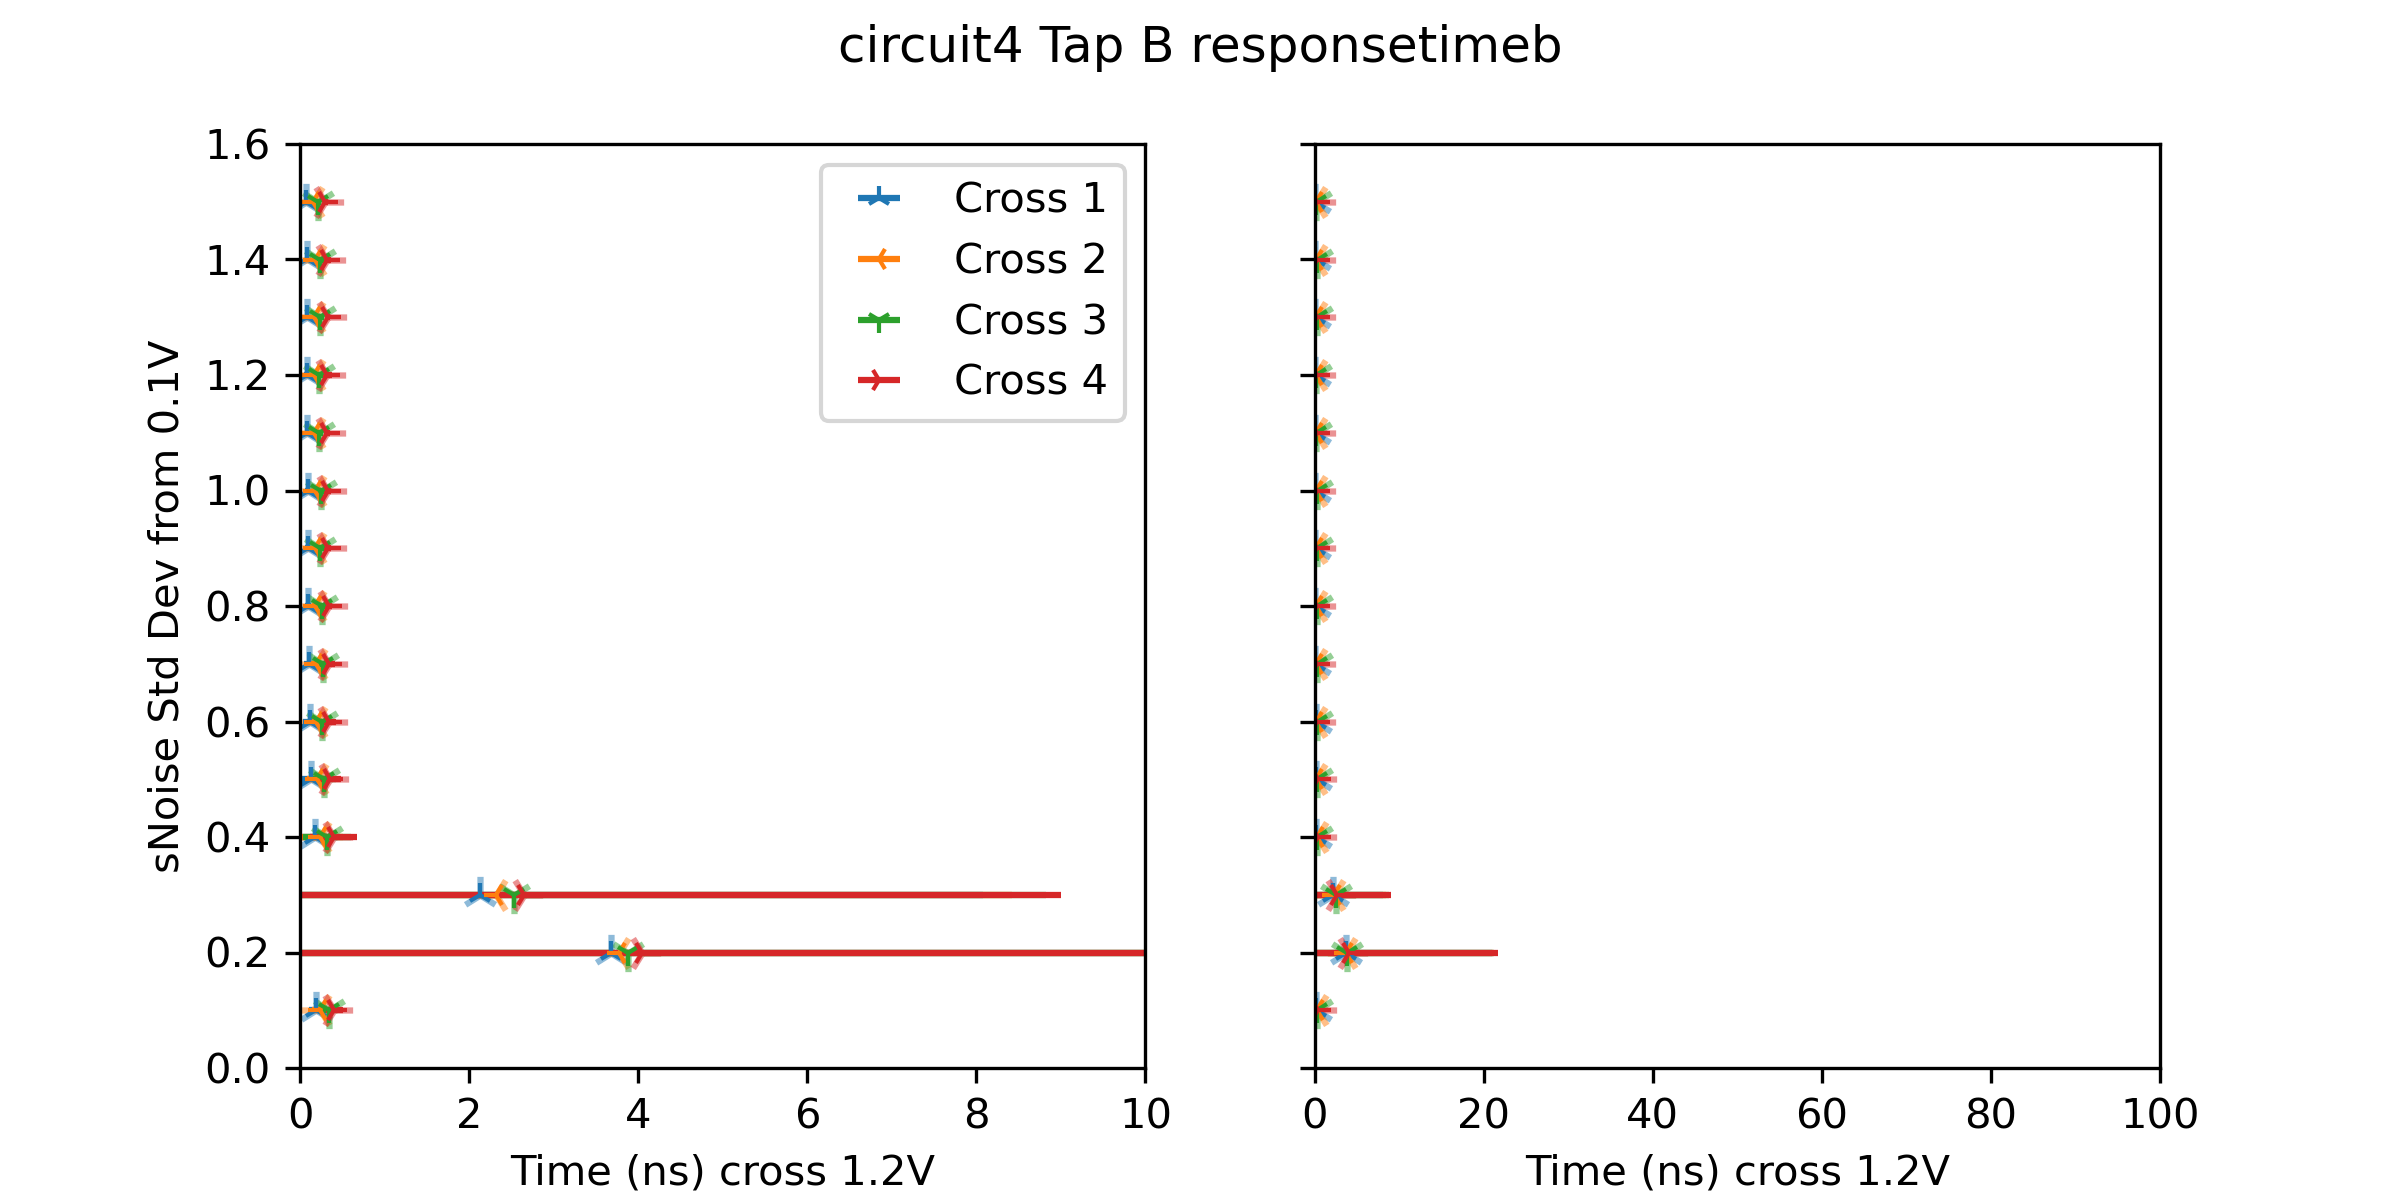 circuit4 Tap B responsetimeb
sNoise Std Dev from 0.1V
1.6
1.4
1.2
1.0
0.8
0.6
0.4
0.2
0.0
Cross 1
Cross 2
Cross 3
Cross 4
0 2 4 6 8 10
Time (ns) cross 1.2V
0 20 40 60 80 100
Time (ns) cross 1.2V